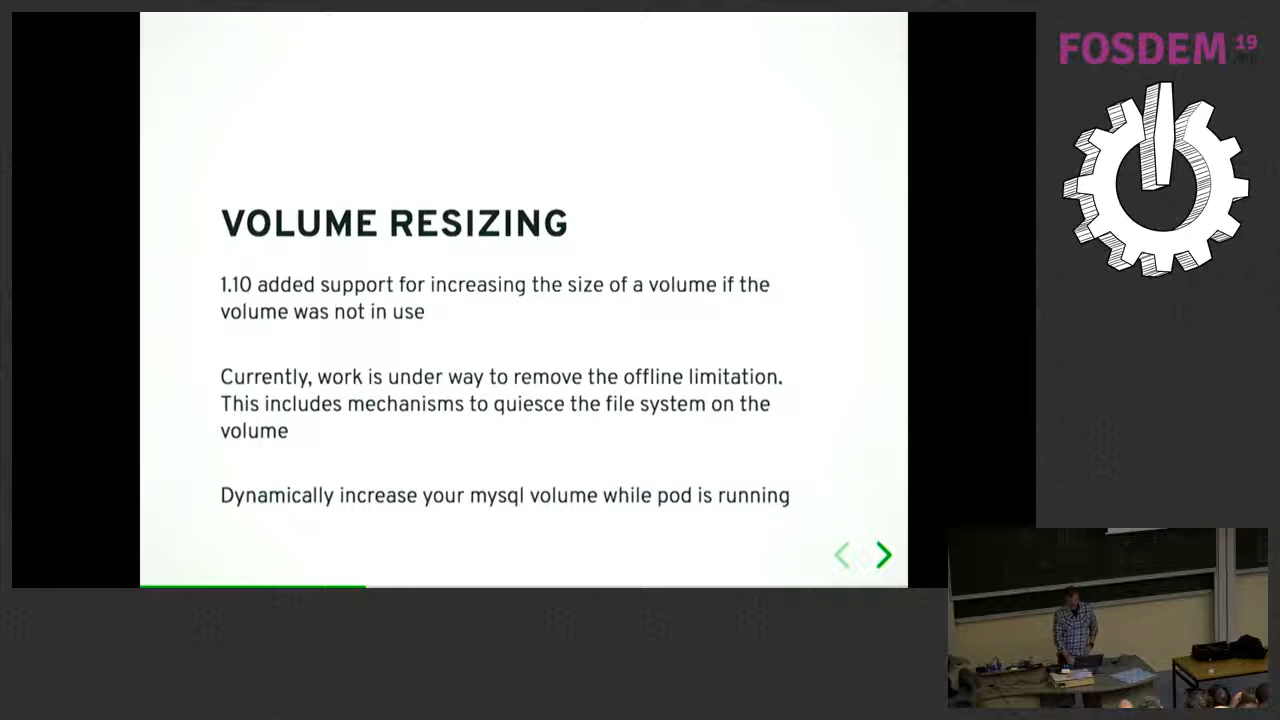 FOSDEM 19
VOLUME RESIZING
1.10 added support for increasing the size of a volume if the
volume was not in use
Currently, work is under way to remove the offline limitation.
This includes mechanisms to quiesce the file system on the
volume
Dynamically increase your mysql volume while pod is running